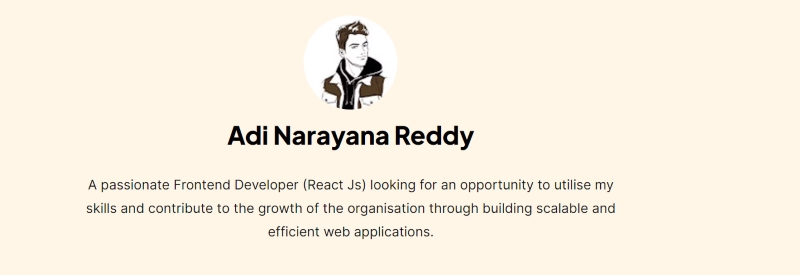 Adi Narayana Reddy
A passionate Frontend Developer (React Js) looking for an opportunity to utilise my
skills and contribute to the growth of the organisation through building scalable and
efficient web applications.